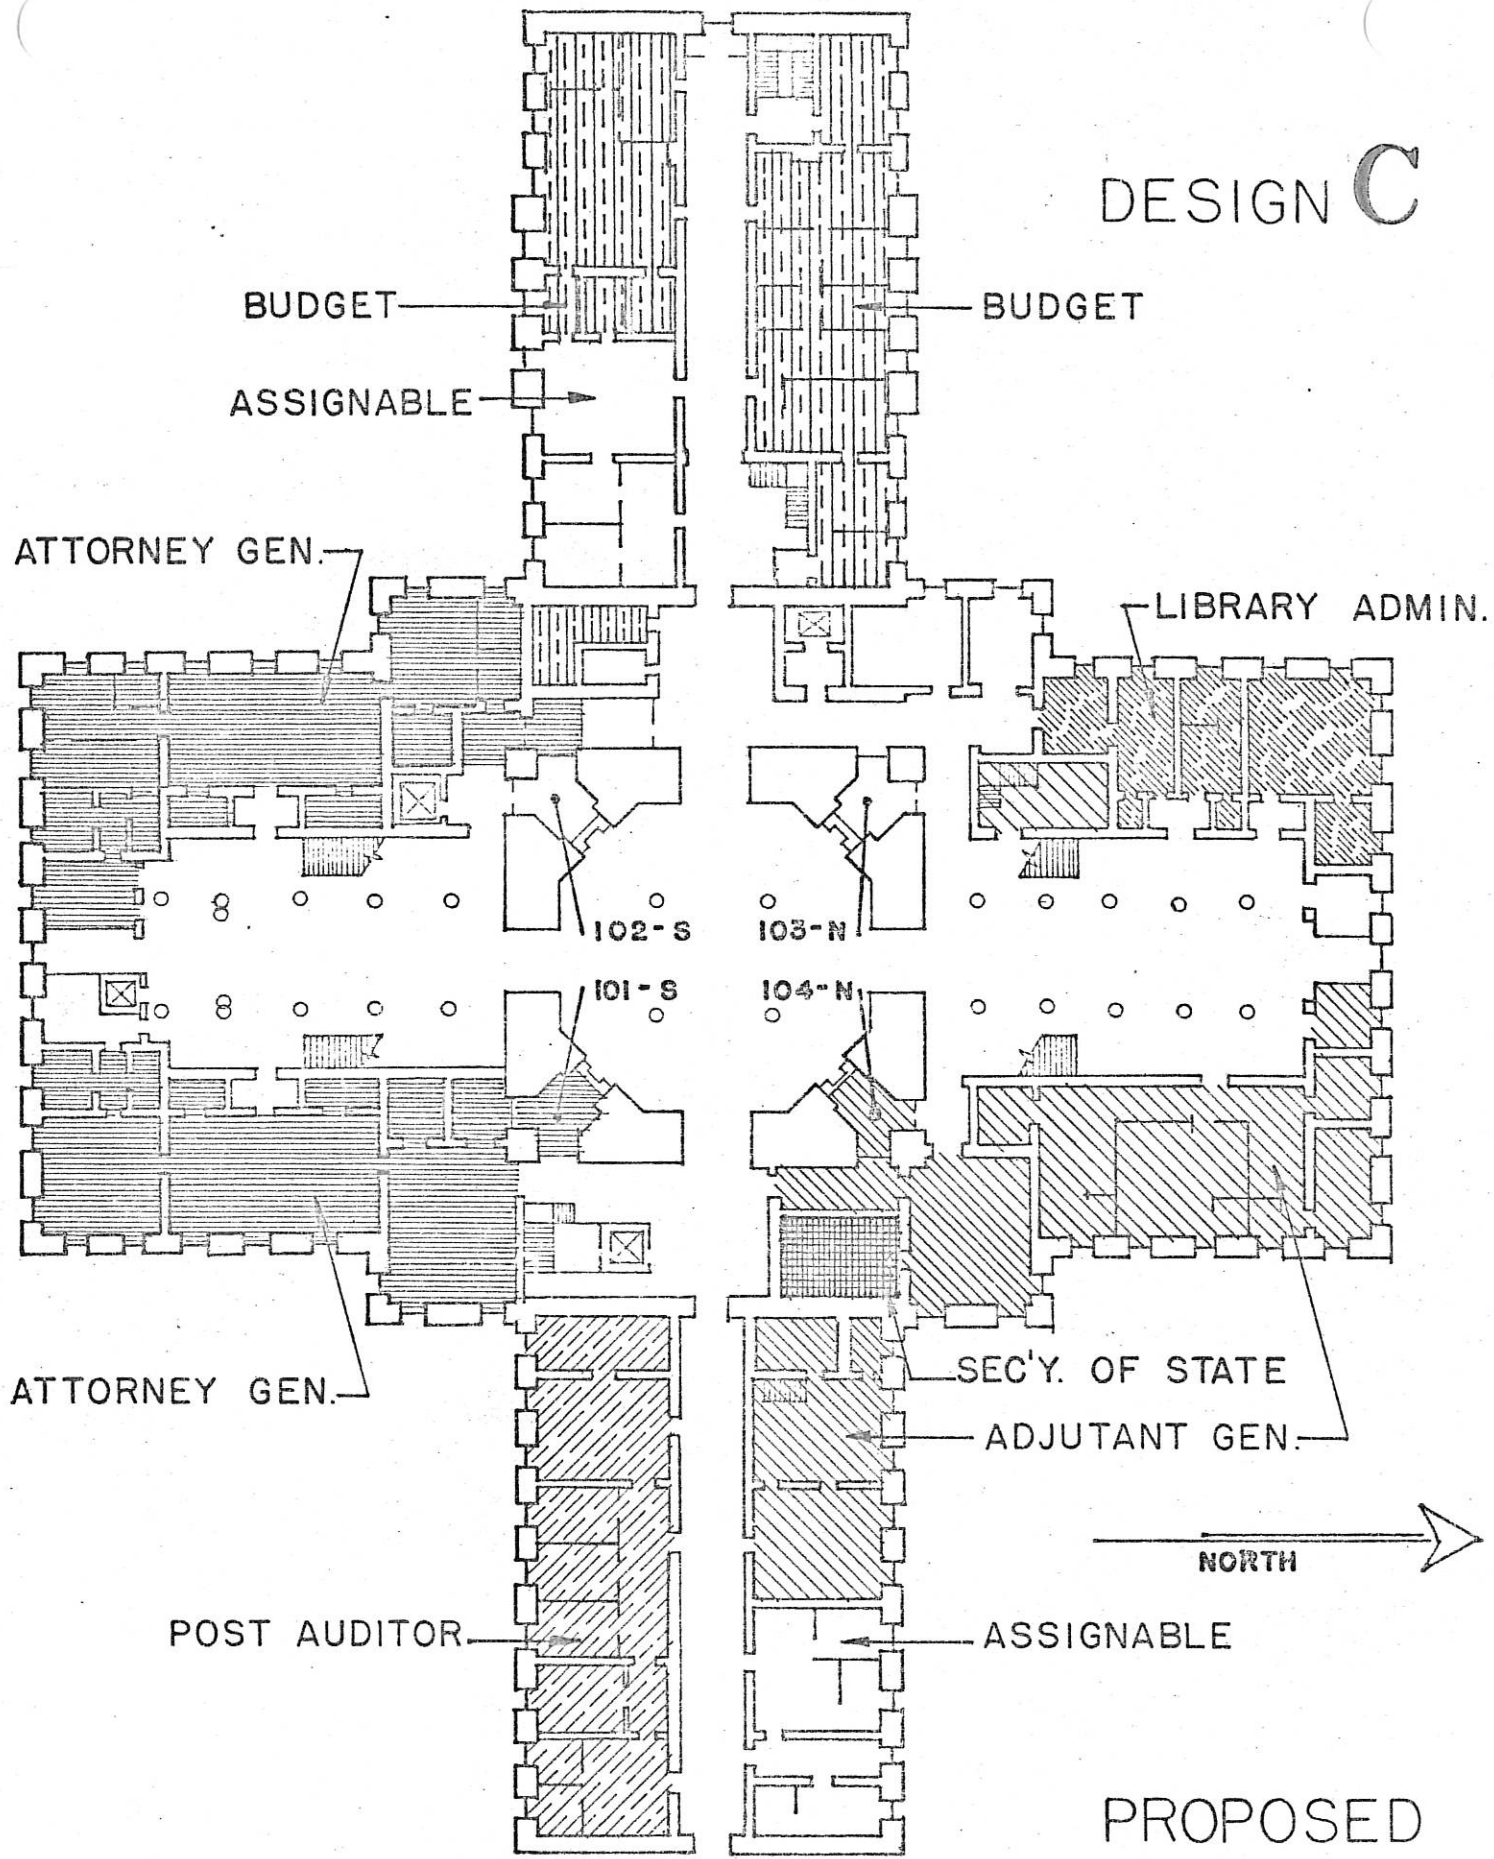 DESIGN C
BUDGET
BUDGET
ASSIGNABLE
ATTORNEY GEN.
LIBRARY ADMIN.
102-S
103-N
101-S
104-N
SEC'Y. OF STATE
ATTORNEY GEN.
ADJUTANT GEN.
NORTH
POST AUDITOR
ASSIGNABLE
PROPOSED